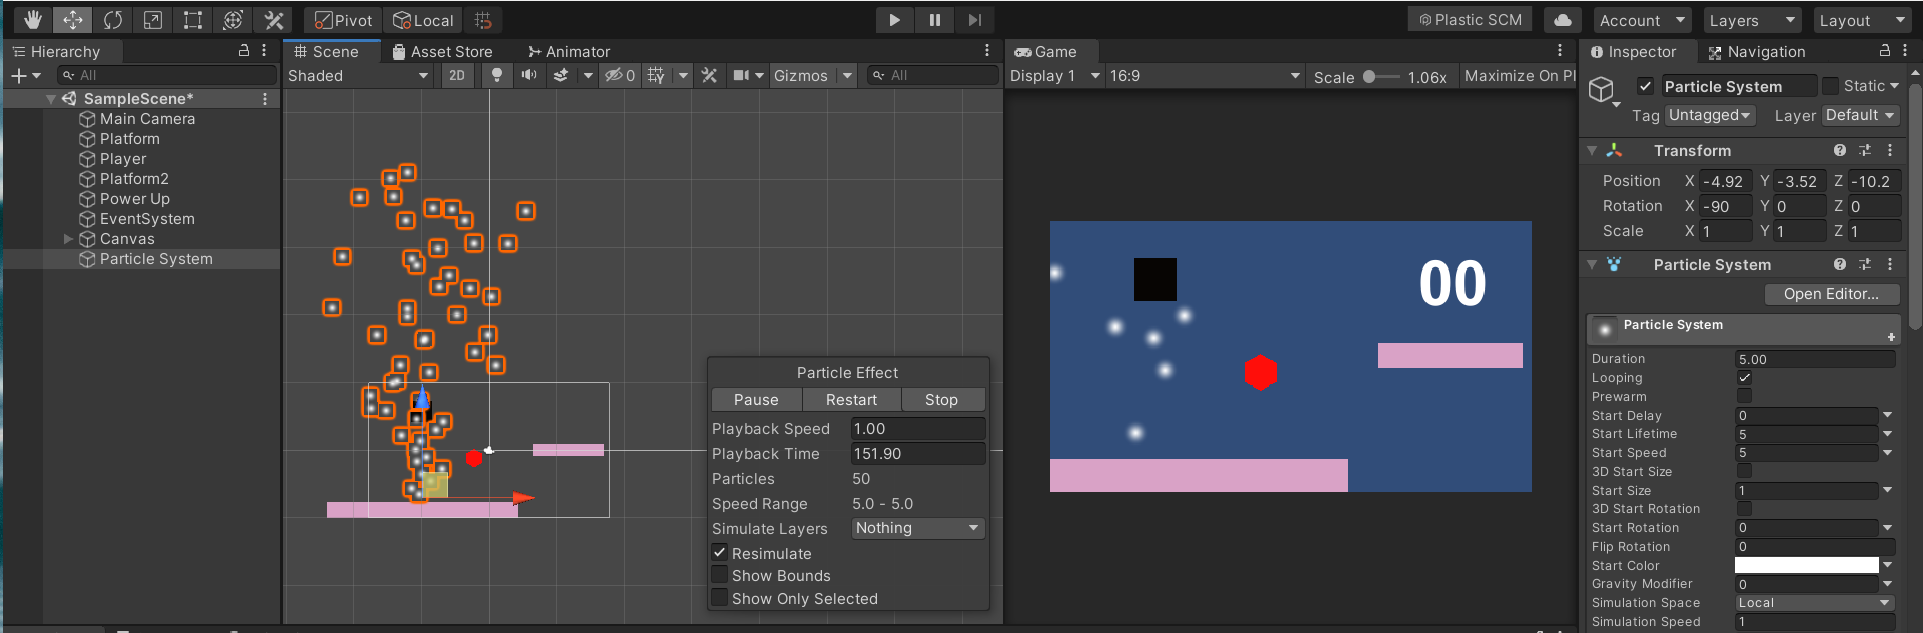 Pivot Local Plastic SCM Account Layers Layout
Hierarchy
All
SampleScene*
Main Camera
Platform
Player
Platform2
Power Up
EventSystem
Canvas
Particle System
Scene Asset Store Animator
Shaded 2D 0 Gizmos All
Particle Effect
Pause Restart Stop
Playback Speed 1.00
Playback Time 151.90
Particles 50
Speed Range 5.0 - 5.0
Simulate Layers Nothing
Resimulate
Show Bounds
Show Only Selected
Game
Display 1 16:9 Scale 1.06x Maximize On Pl
00
Inspector Navigation
Particle System Static
Tag Untagged Layer Default
Transform
Position X -4.92 Y -3.52 Z -10.2
Rotation X -90 Y 0 Z 0
Scale X 1 Y 1 Z 1
Particle System
Open Editor...
Particle System
Duration 5.00
Looping
Prewarm
Start Delay 0
Start Lifetime 5
Start Speed 5
3D Start Size
Start Size 1
3D Start Rotation
Start Rotation 0
Flip Rotation 0
Start Color
Gravity Modifier 0
Simulation Space Local
Simulation Speed 1